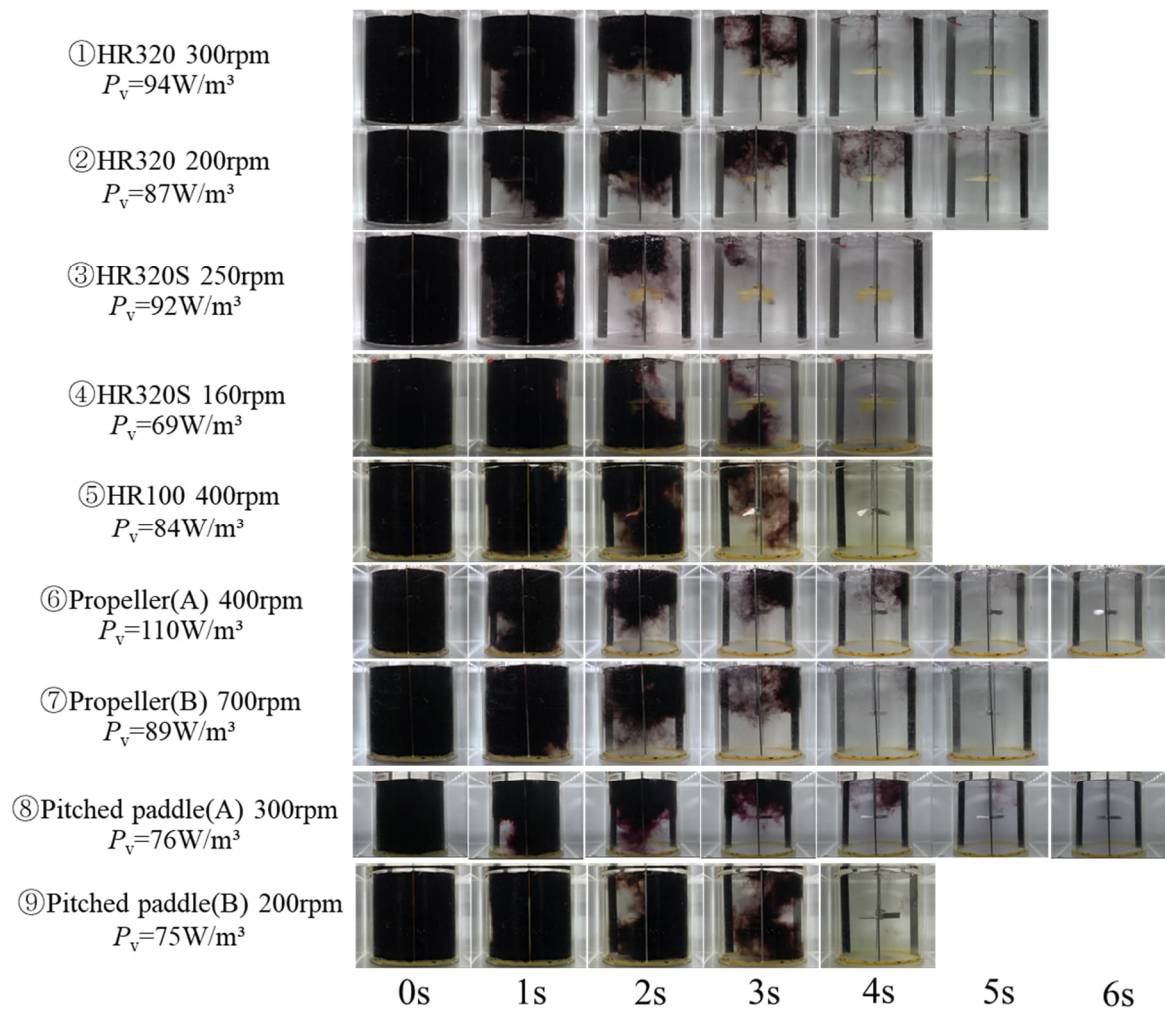 ①HR320 300rpm
Pv=94W/m³
②HR320 200rpm
Pv=87W/m³
③HR320S 250rpm
Pv=92W/m³
④HR320S 160rpm
Pv=69W/m³
⑤HR100 400rpm
Pv=84W/m³
⑥Propeller(A) 400rpm
Pv=110W/m³
⑦Propeller(B) 700rpm
Pv=89W/m³
⑧Pitched paddle(A) 300rpm
Pv=76W/m³
⑨Pitched paddle(B) 200rpm
Pv=75W/m³
0s 1s 2s 3s 4s 5s 6s